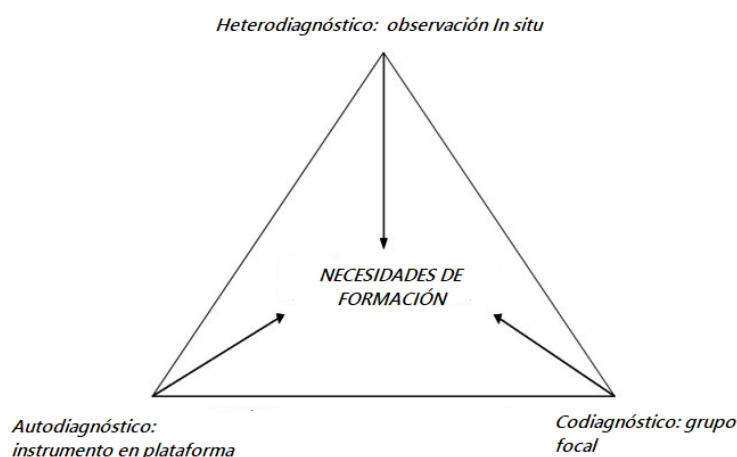 Heterodiagnóstico: observación In situ
NECESIDADES DE
FORMACIÓN
Autodiagnóstico:
instrumento en plataforma
Codiagnóstico: grupo
focal